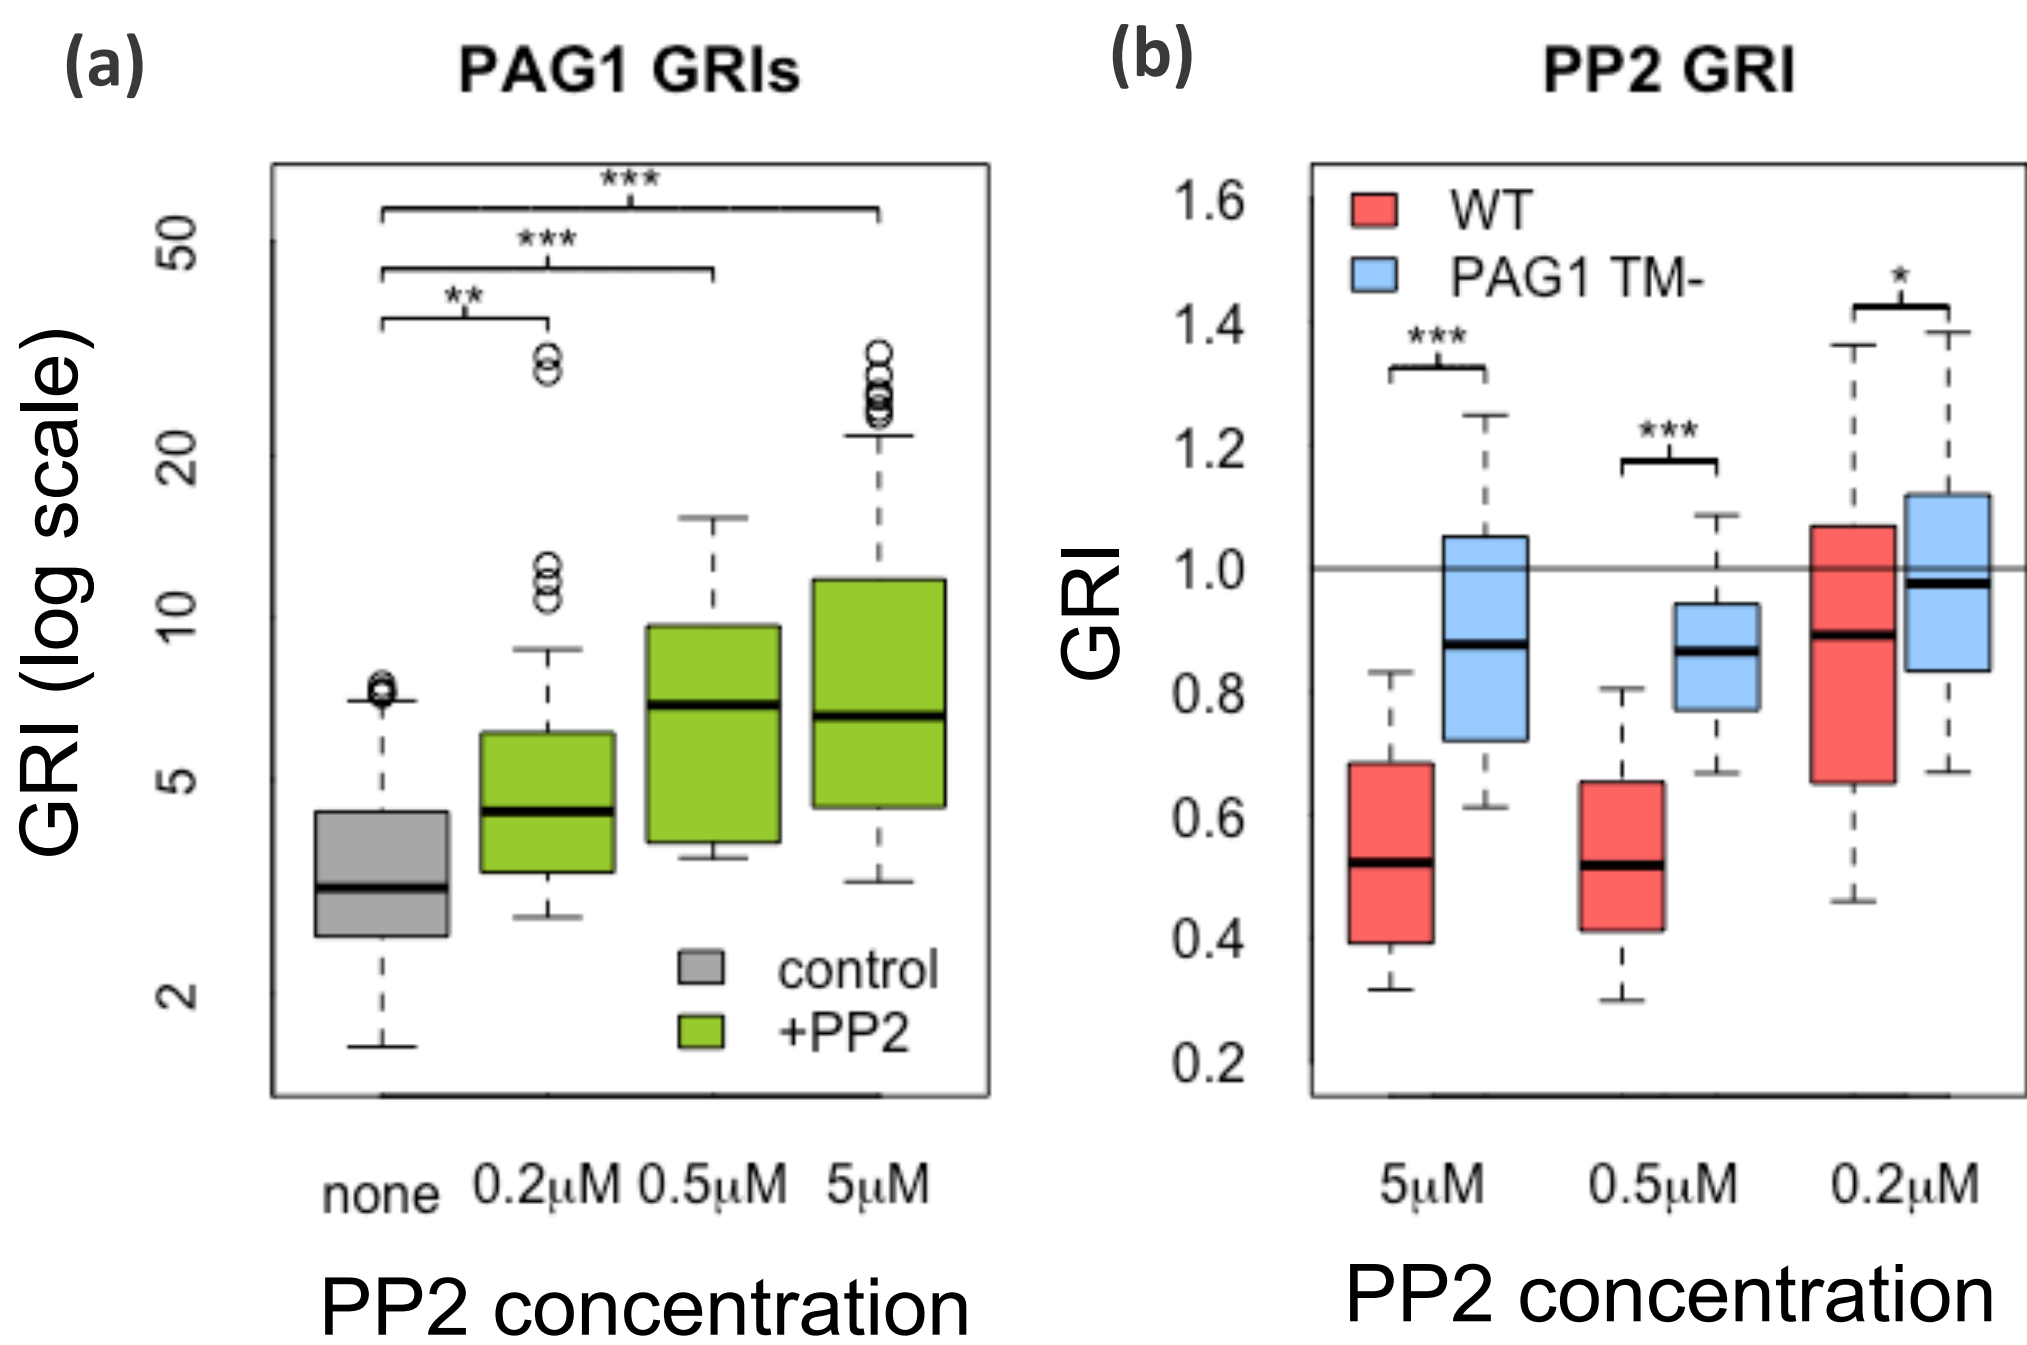 (a)
PAG1 GRIs
GRI (log scale)
50
20
10
5
2
***
***
**
control
+PP2
none 0.2μM 0.5μM 5μM
PP2 concentration
(b)
PP2 GRI
GRI
1.6
1.4
1.2
1.0
0.8
0.6
0.4
0.2
WT
PAG1 TM-
***
***
*
5μM 0.5μM 0.2μM
PP2 concentration